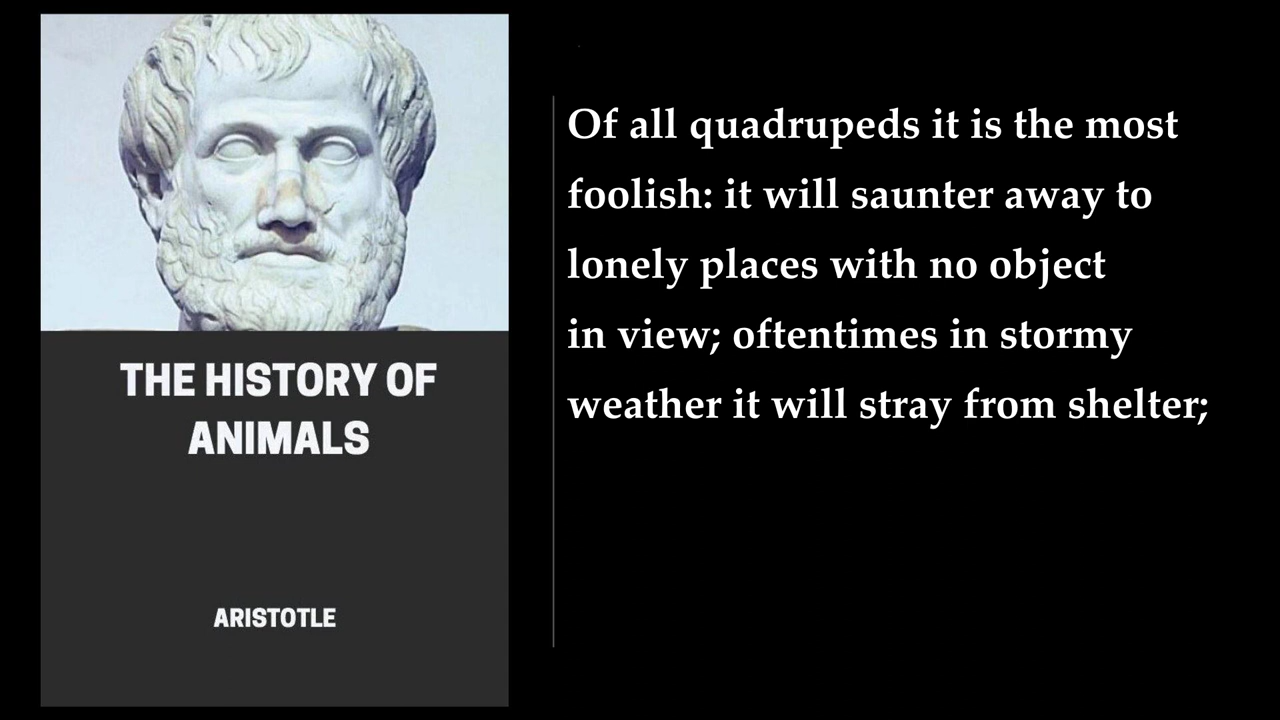 THE HISTORY OF
ANIMALS
ARISTOTLE
Of all quadrupeds it is the most
foolish: it will saunter away to
lonely places with no object
in view; oftentimes in stormy
weather it will stray from shelter;